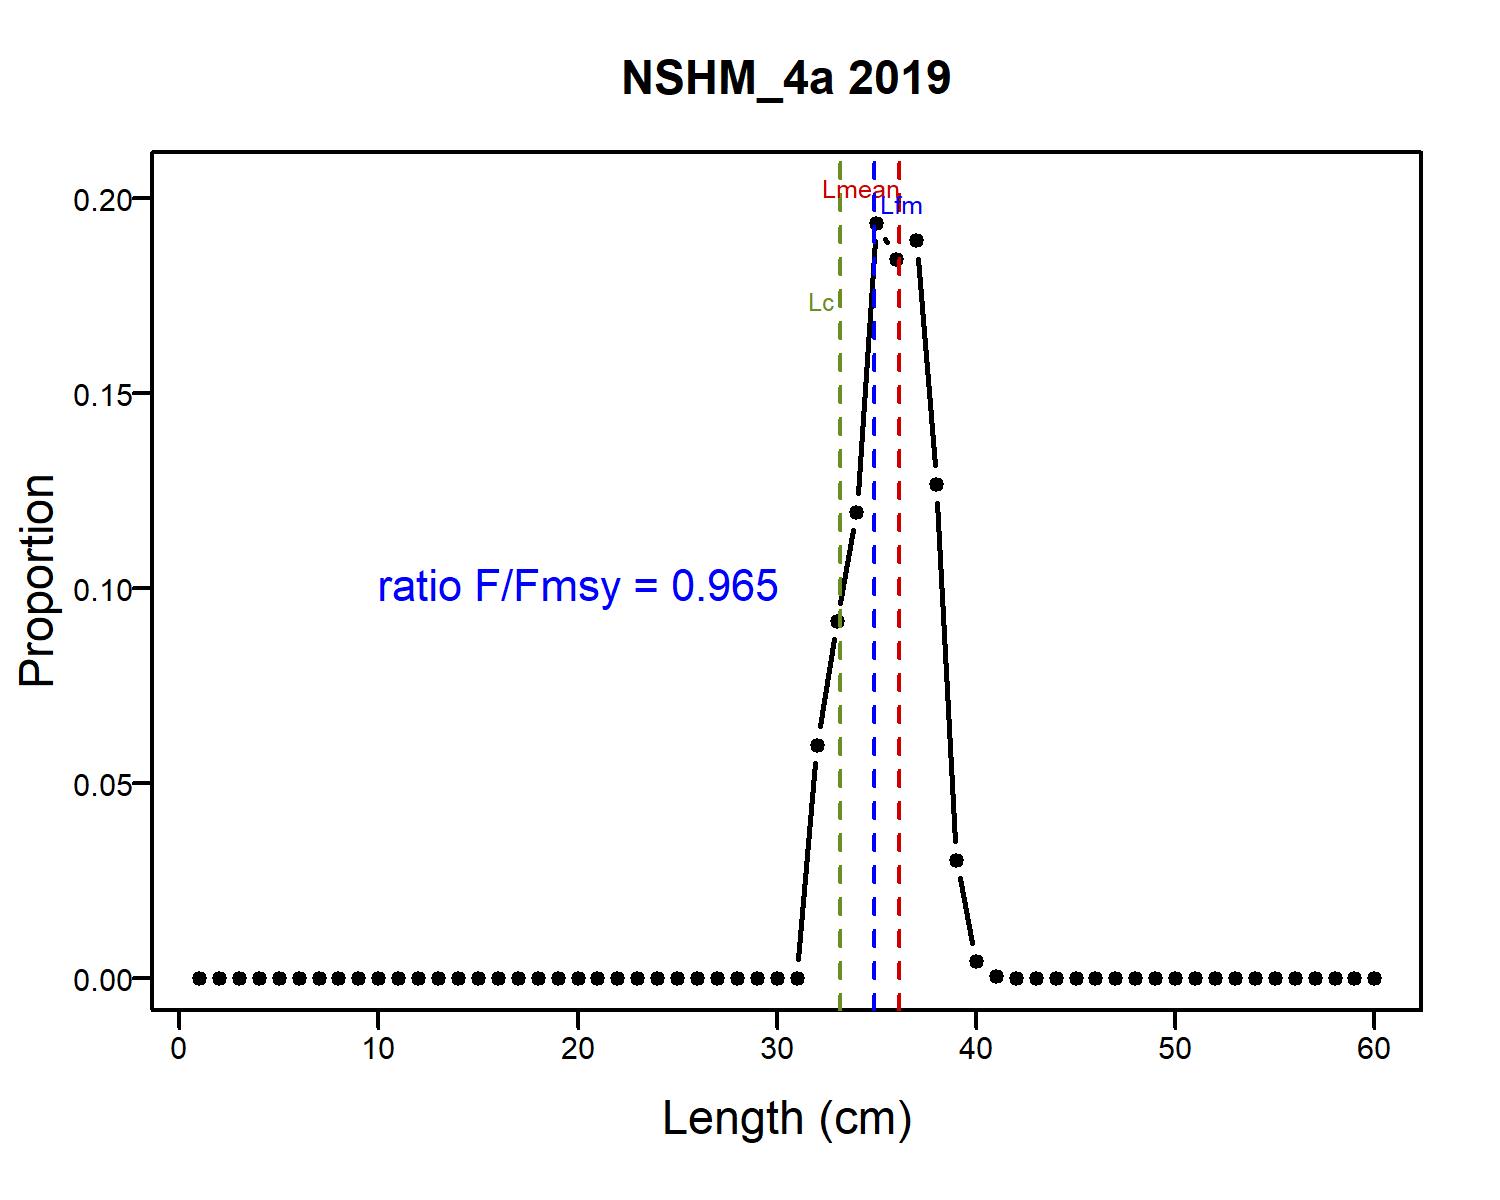 NSHM_4a 2019
0.20
0.15
0.10
0.05
0.00
Proportion
Lmean
Lfm
Lc
ratio F/Fmsy = 0.965
0 10 20 30 40 50 60
Length (cm)